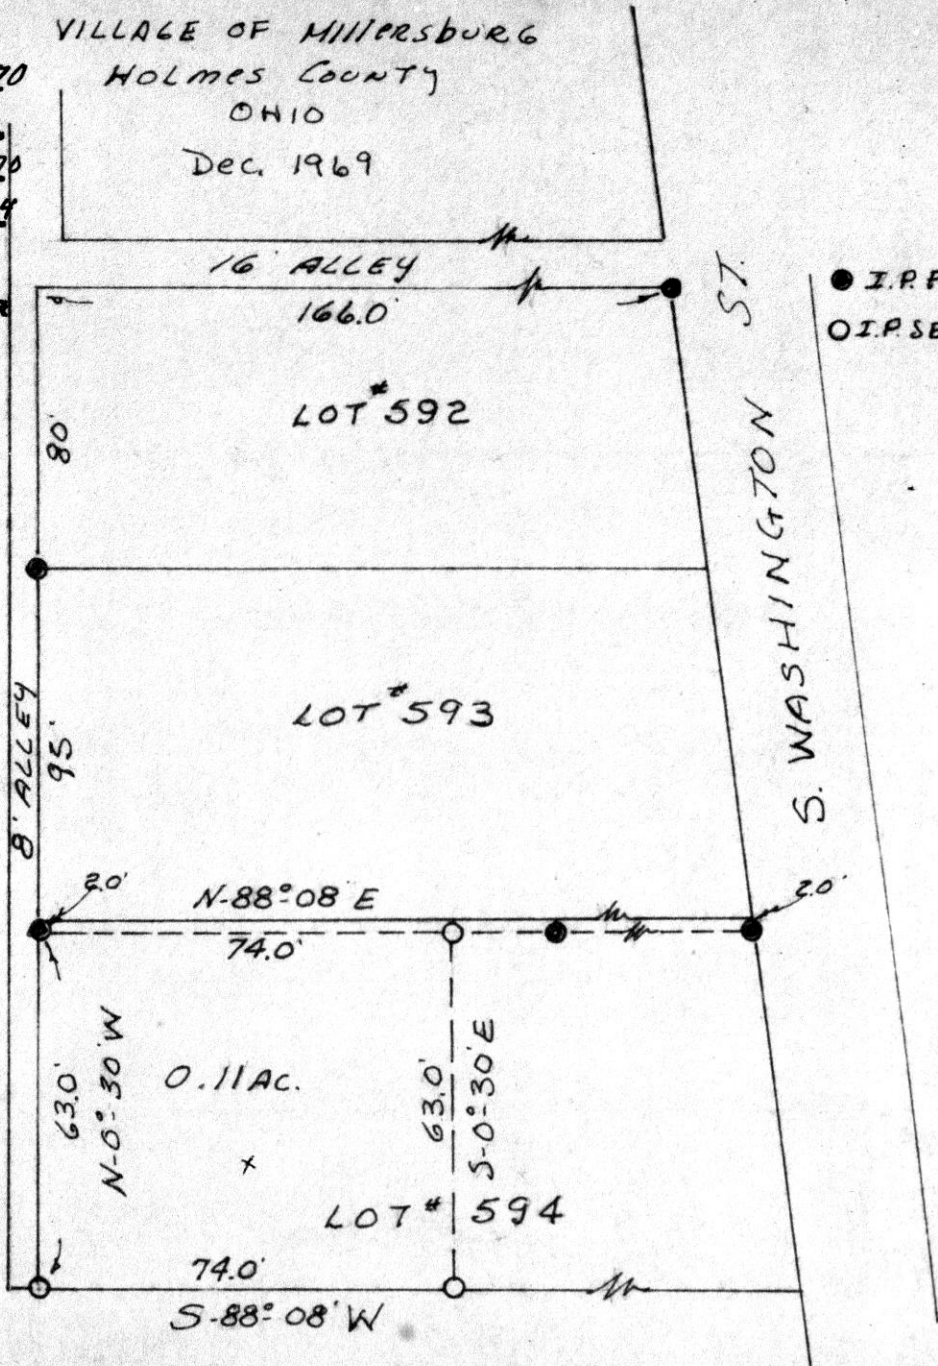 VILLAGE OF MIllERSbURG
HOLmES COUNTY
OHIO
Dec. 1969
70
70
16' ALLEY
166.0'
ST.
I.P. F
I.P. SE
LOT # 592
80'
S. WASHINGTON
LOT # 593
8' ALLEY
95'
2.0'
N-88°-08' E
2.0'
74.0'
63.0'
N-0°-30' W
0.11 AC.
63.0'
S-0°-30' E
x
LOT # 594
74.0'
S-88°-08' W